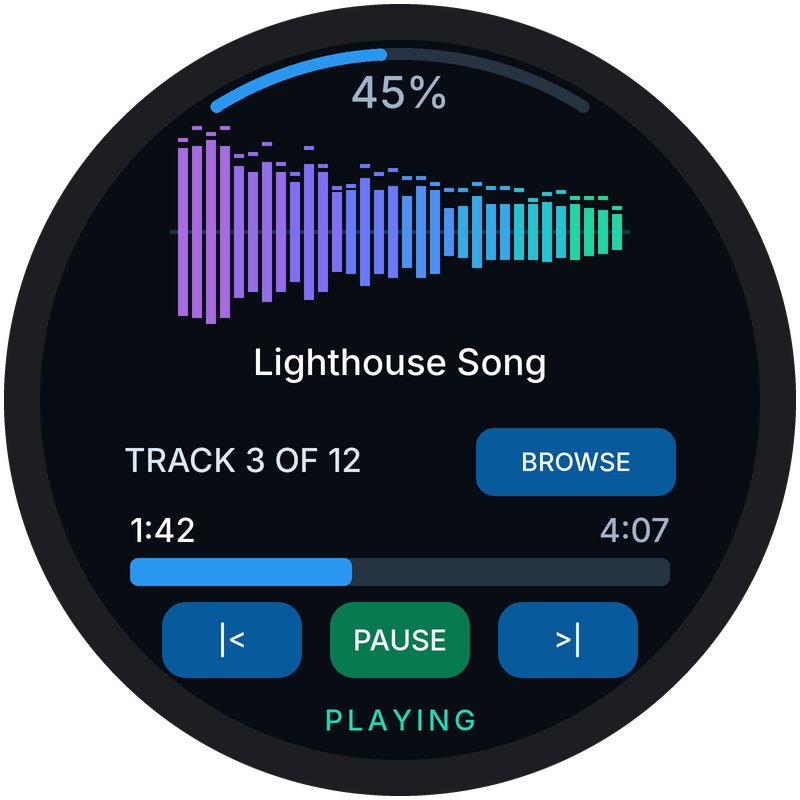 45%
Lighthouse Song
TRACK 3 OF 12
BROWSE
1:42
4:07
|<
PAUSE
>|
PLAYING